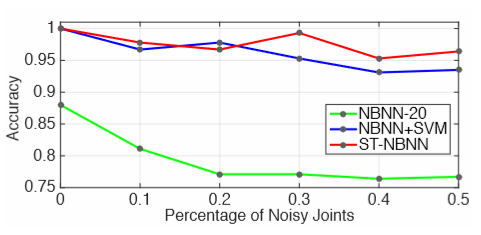 1
0.95
0.9
0.85
0.8
0.75
Accuracy
NBNN-20
NBNN+SVM
ST-NBNN
0 0.1 0.2 0.3 0.4 0.5
Percentage of Noisy Joints